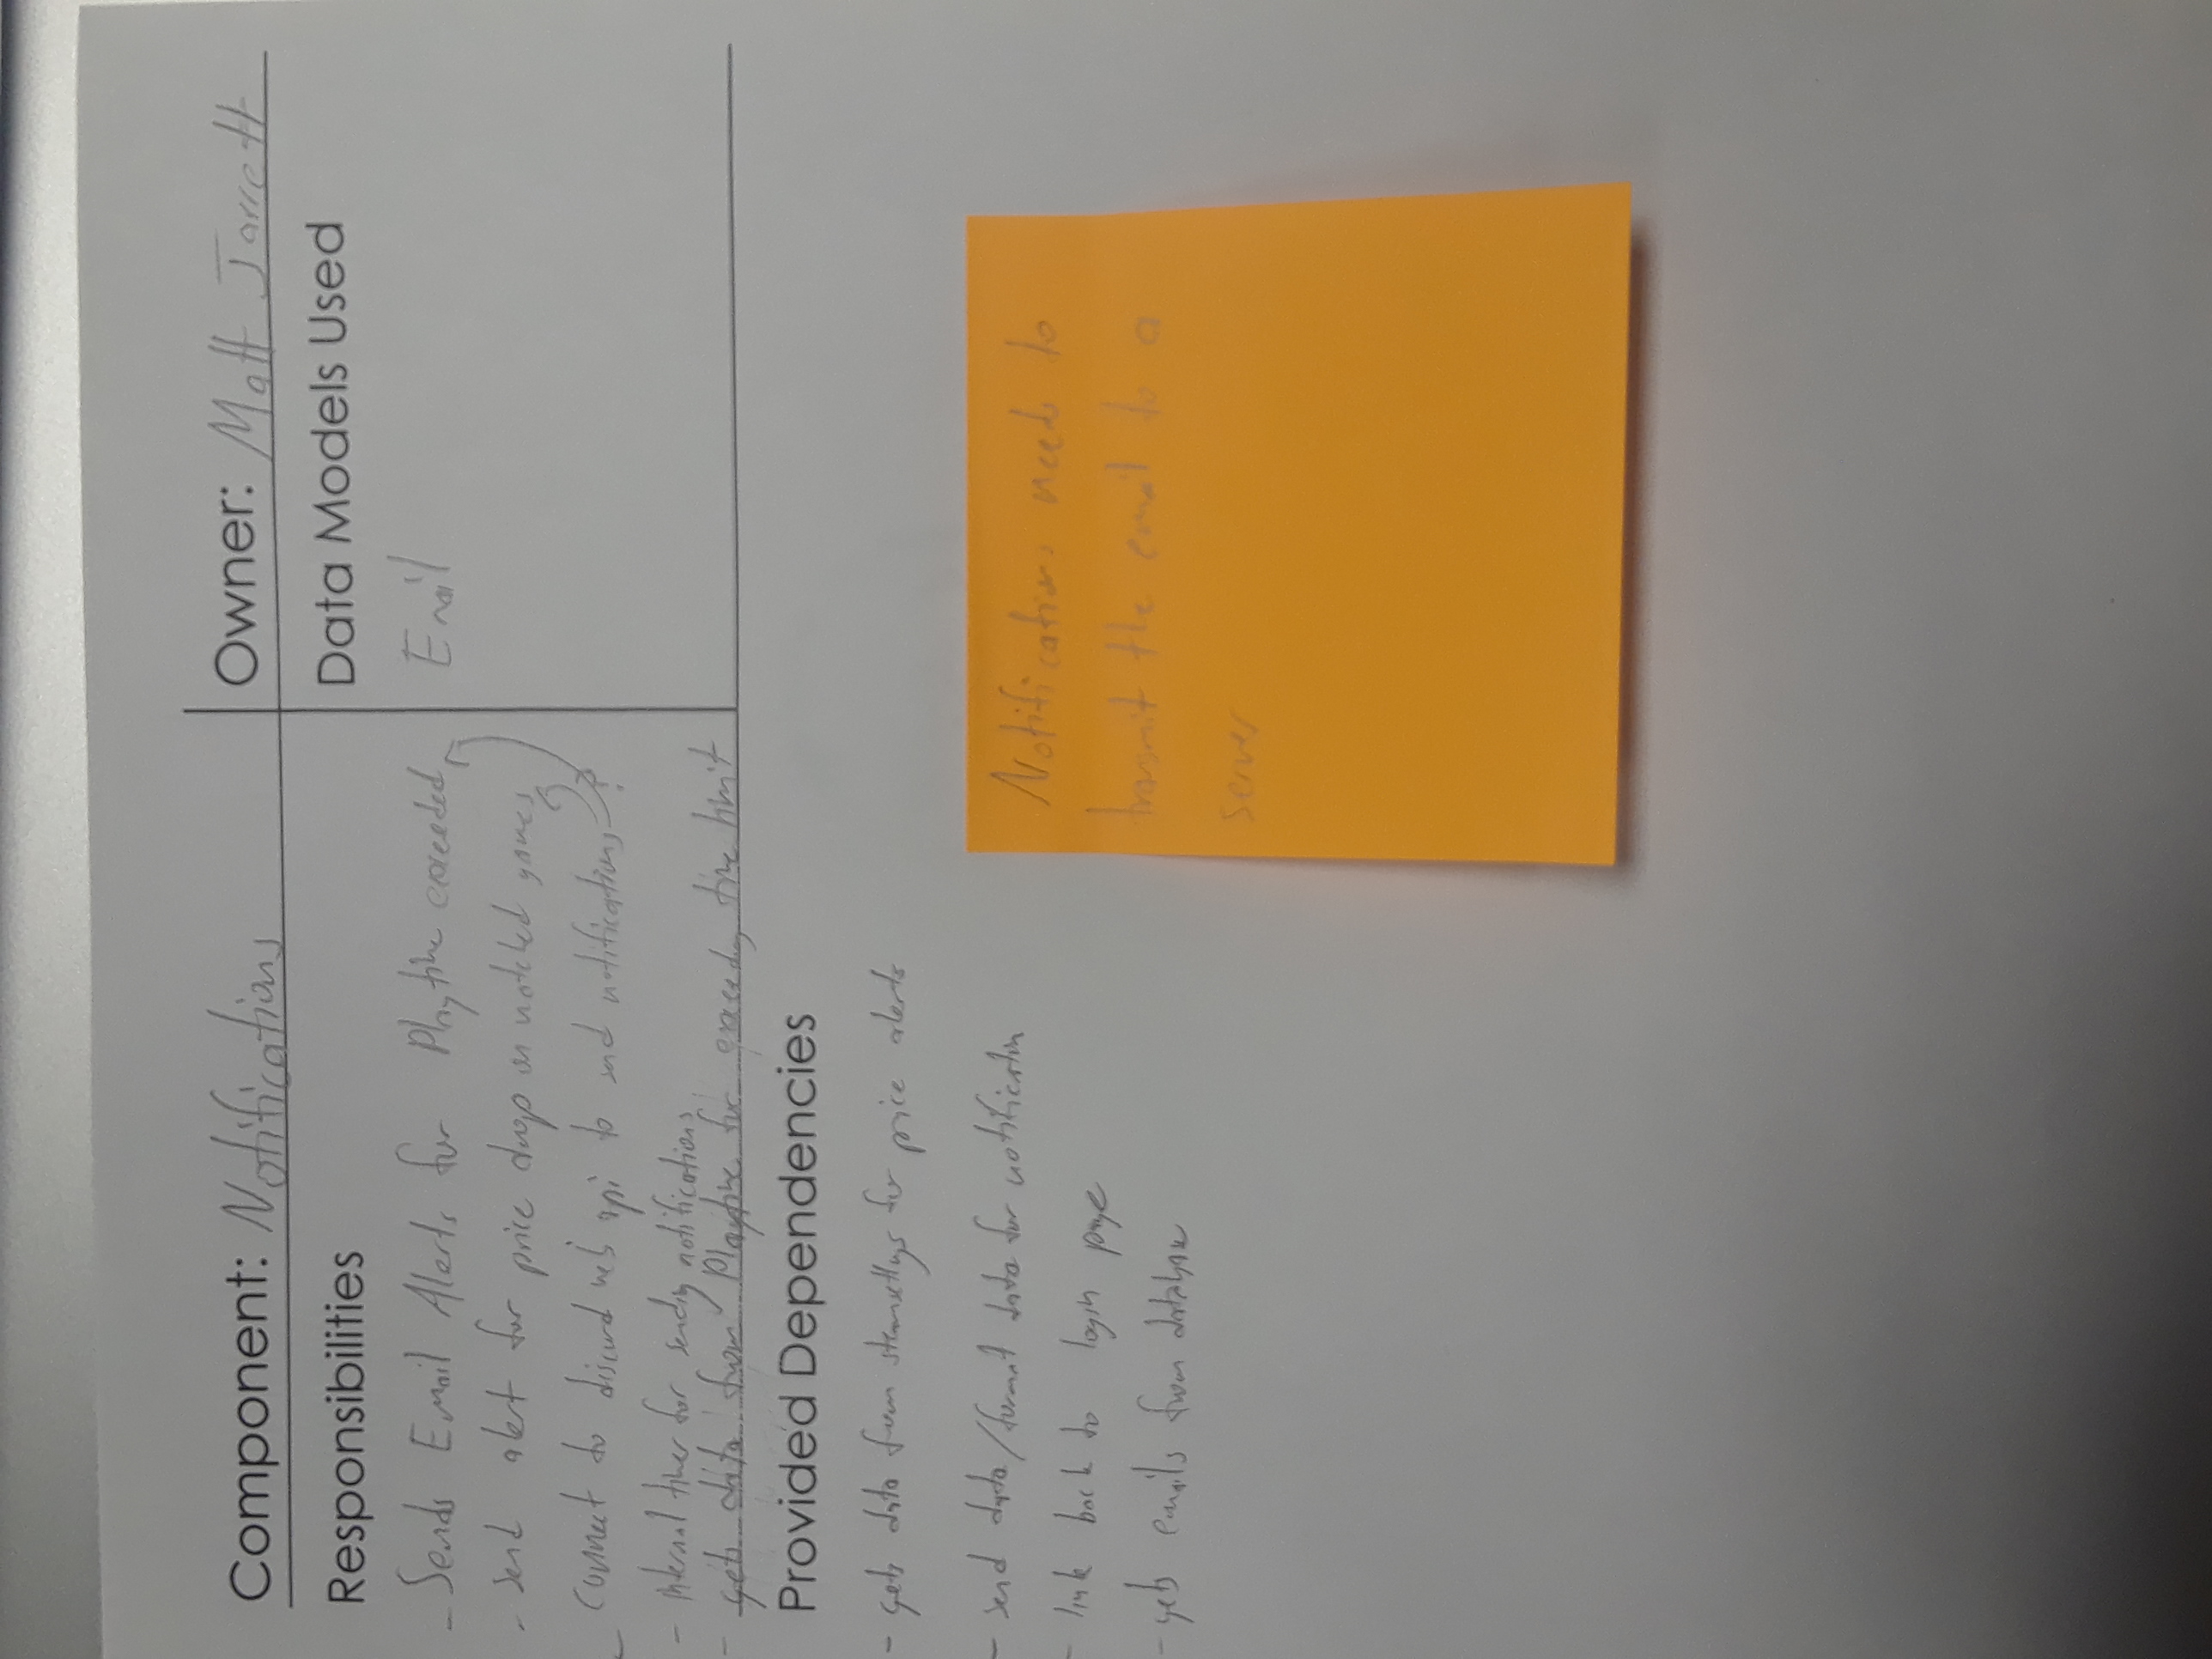 Component: Notifications
Owner: Matt Jarrett
Responsibilities
- Sends Email Alerts for Playtime exceeded
- send alert for price drop on watched games
- connect to discord web api to send notifications ?
- internal timer for sending notifications
- gets data from Playtime for exceeding time limit
Data Models Used
Email
Provided Dependencies
- gets data from steamsettings for price alerts
- send data/format data for notification
- link back to login page
- gets emails from database
Notifications needs to
transmit the email to a
server